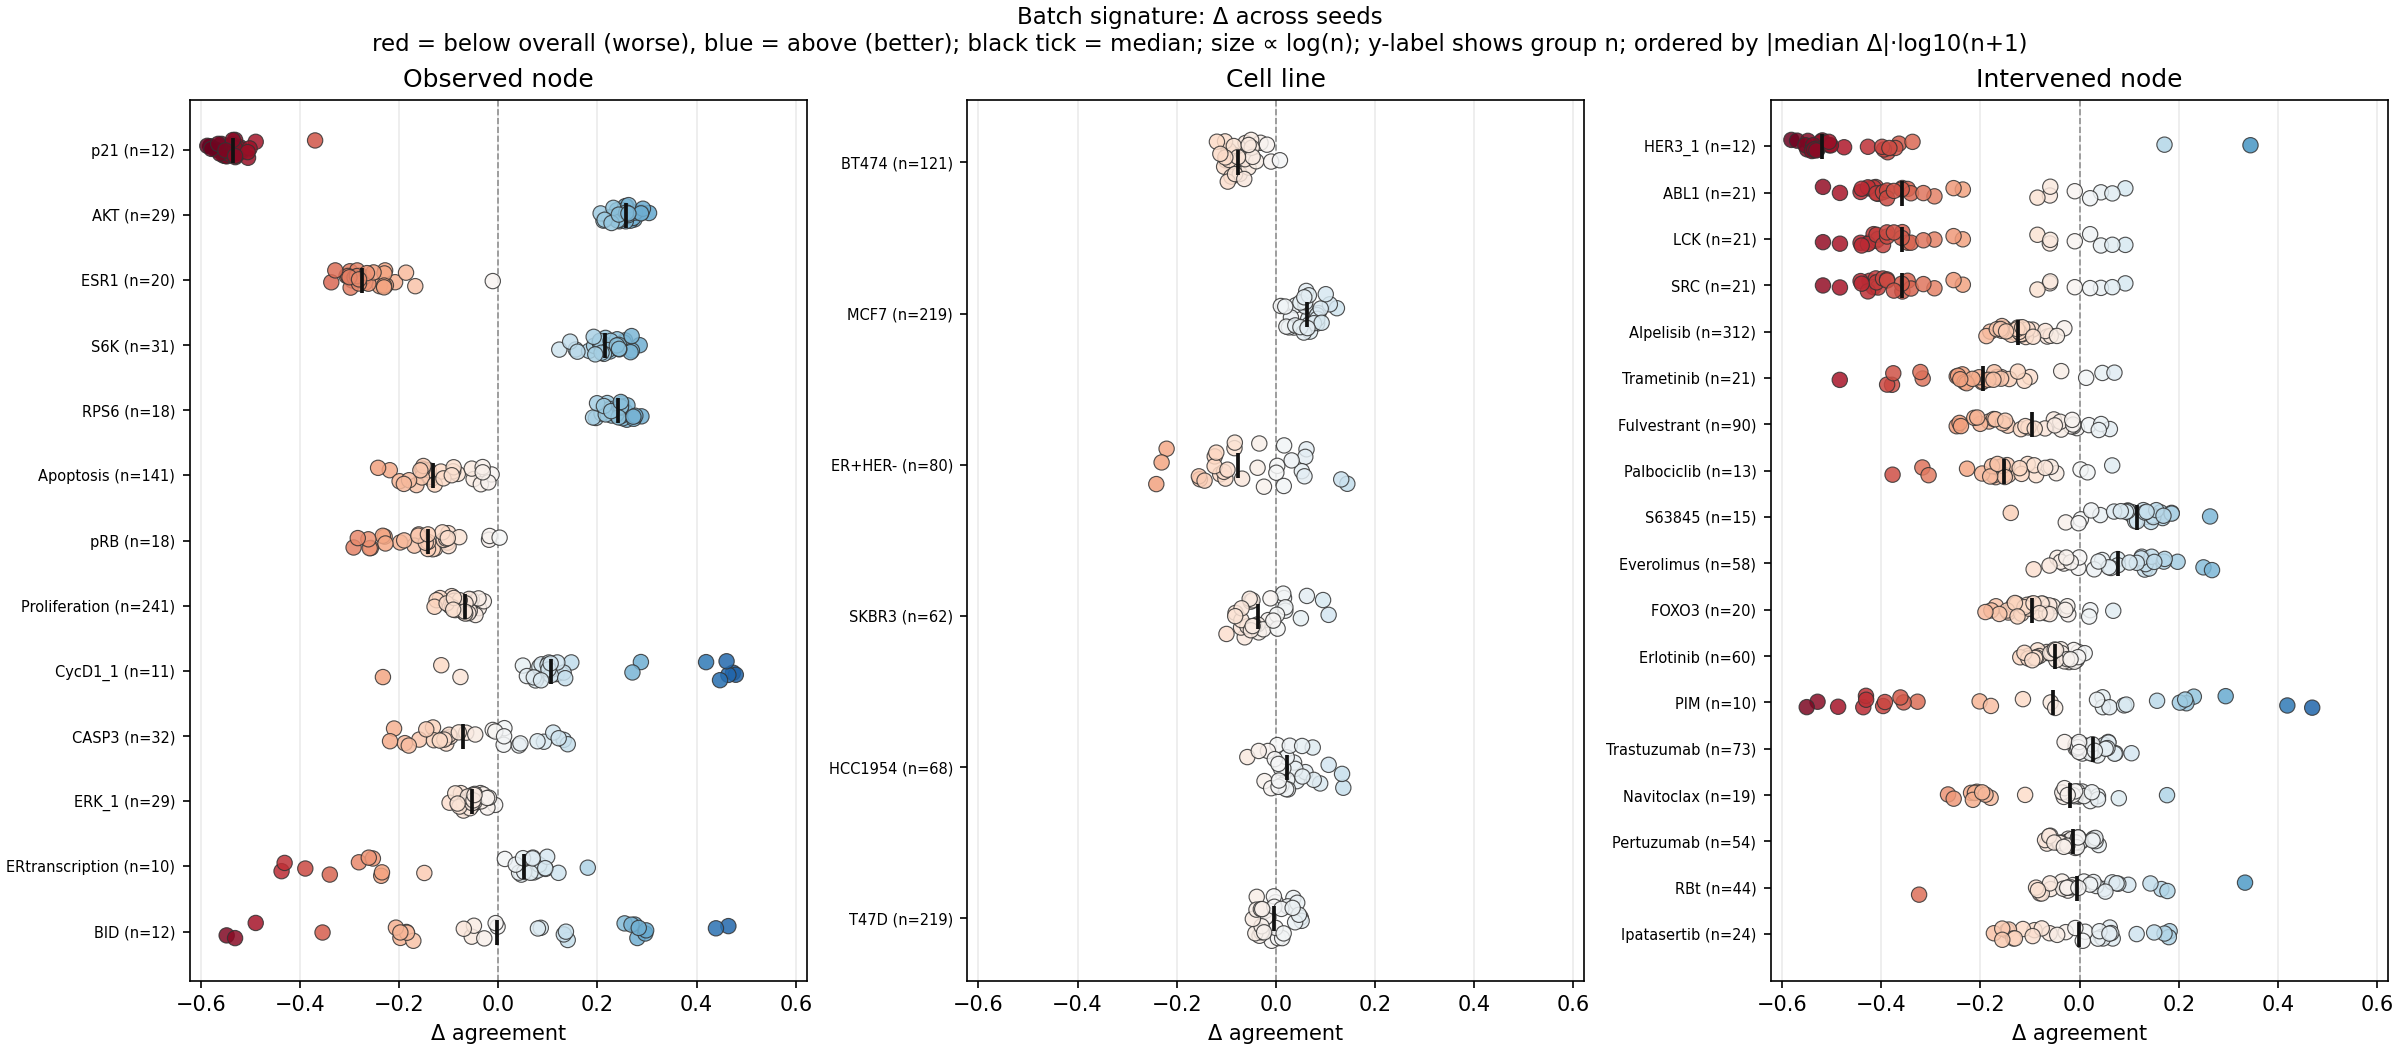 Batch signature: Δ across seeds
red = below overall (worse), blue = above (better); black tick = median; size ∝ log(n); y-label shows group n; ordered by |median Δ|·log10(n+1)
Observed node
p21 (n=12)
AKT (n=29)
ESR1 (n=20)
S6K (n=31)
RPS6 (n=18)
Apoptosis (n=141)
pRB (n=18)
Proliferation (n=241)
CycD1_1 (n=11)
CASP3 (n=32)
ERK_1 (n=29)
ERtranscription (n=10)
BID (n=12)
−0.6 −0.4 −0.2 0.0 0.2 0.4 0.6
Δ agreement
Cell line
BT474 (n=121)
MCF7 (n=219)
ER+HER- (n=80)
SKBR3 (n=62)
HCC1954 (n=68)
T47D (n=219)
−0.6 −0.4 −0.2 0.0 0.2 0.4 0.6
Δ agreement
Intervened node
HER3_1 (n=12)
ABL1 (n=21)
LCK (n=21)
SRC (n=21)
Alpelisib (n=312)
Trametinib (n=21)
Fulvestrant (n=90)
Palbociclib (n=13)
S63845 (n=15)
Everolimus (n=58)
FOXO3 (n=20)
Erlotinib (n=60)
PIM (n=10)
Trastuzumab (n=73)
Navitoclax (n=19)
Pertuzumab (n=54)
RBt (n=44)
Ipatasertib (n=24)
−0.6 −0.4 −0.2 0.0 0.2 0.4 0.6
Δ agreement